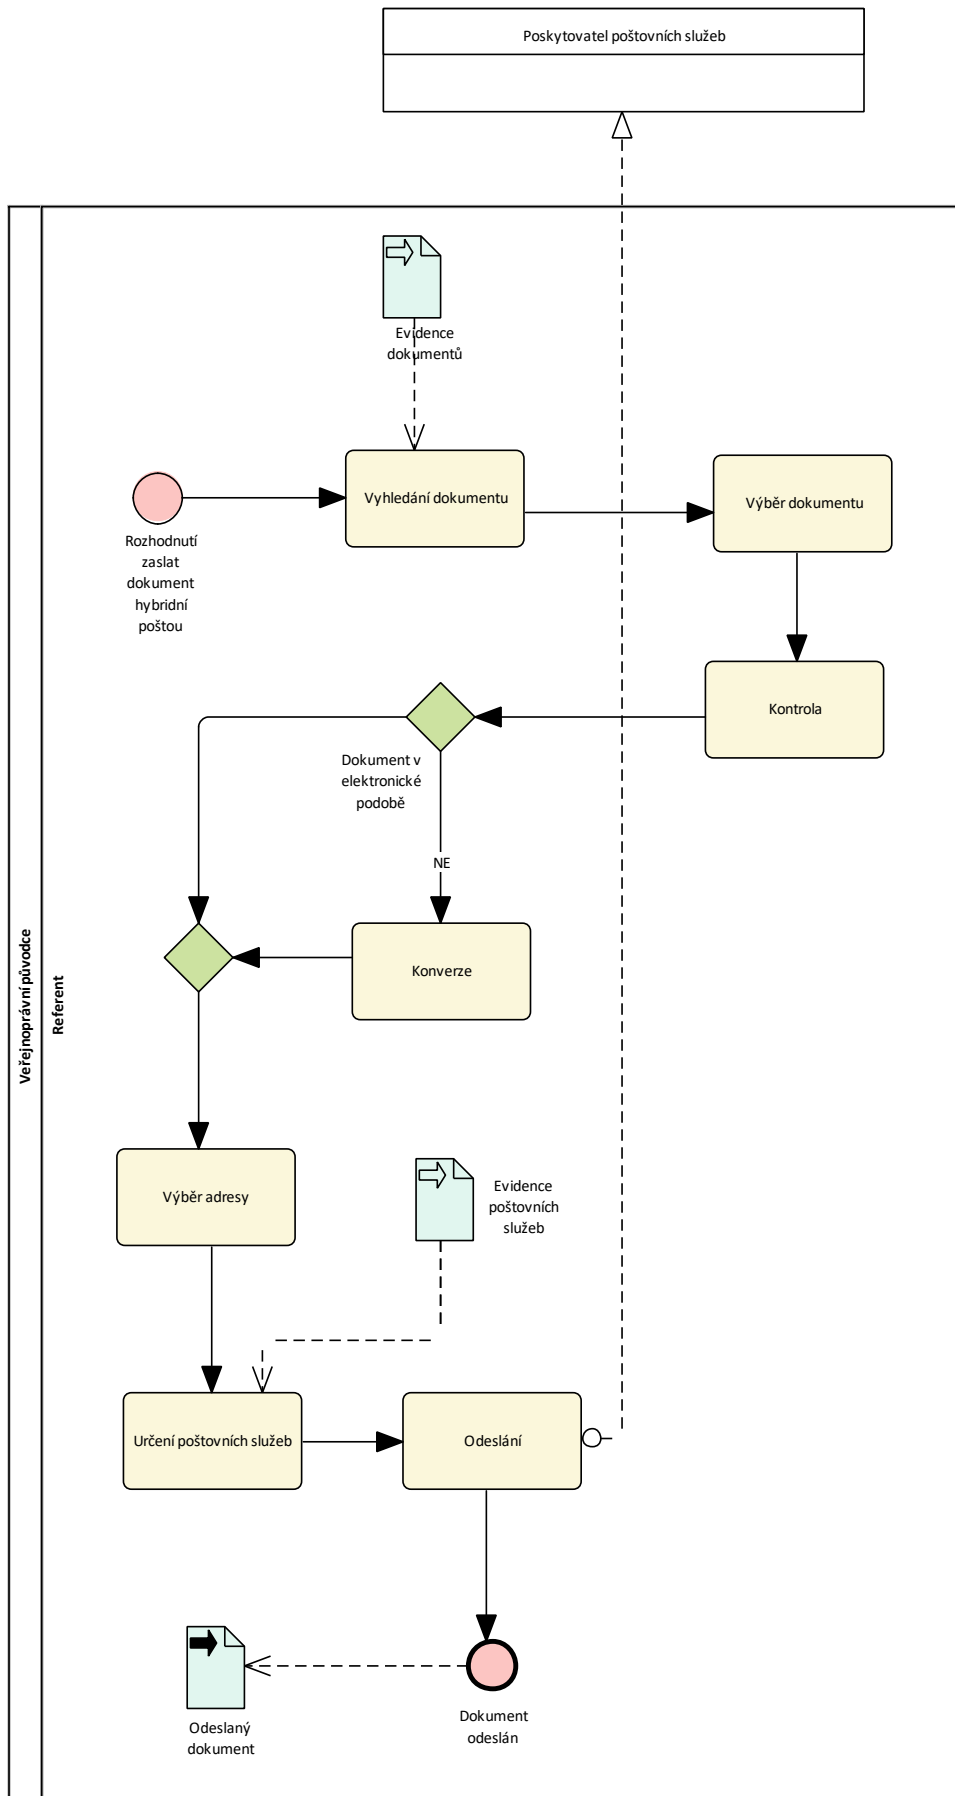 Poskytovatel poštovních služeb
Evidence
dokumentů
Vyhledání dokumentu
Výběr dokumentu
Rozhodnutí
zaslat
dokument
hybridní
poštou
Kontrola
Dokument v
elektronické
podobě
NE
Konverze
Veřejnoprávní původce
Referent
Výběr adresy
Evidence
poštovních
služeb
Určení poštovních služeb
Odeslání
Odeslaný
dokument
Dokument
odeslán